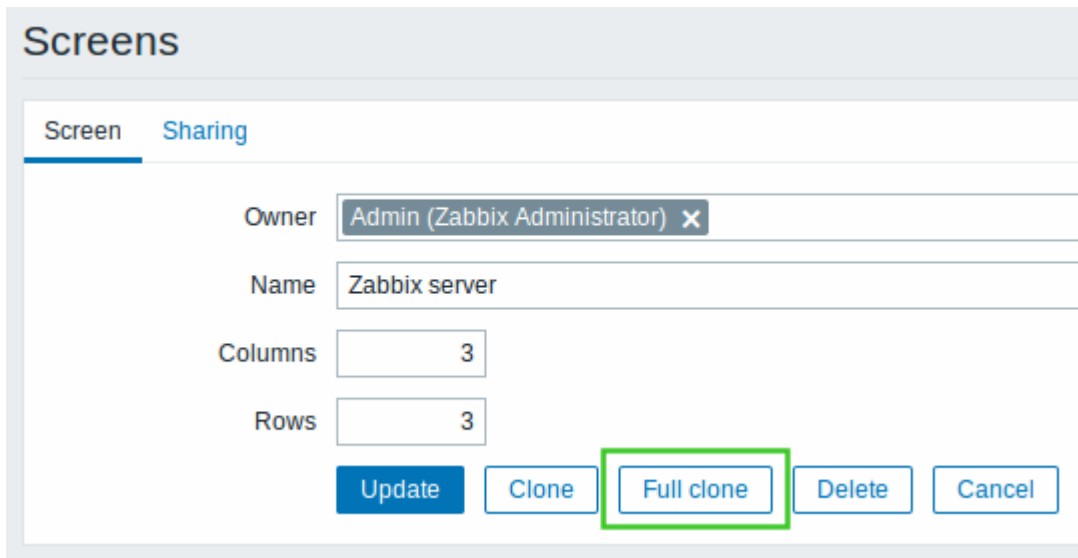 Screens
Screen Sharing
Owner Admin (Zabbix Administrator)
Name Zabbix server
Columns 3
Rows 3
Update Clone Full clone Delete Cancel